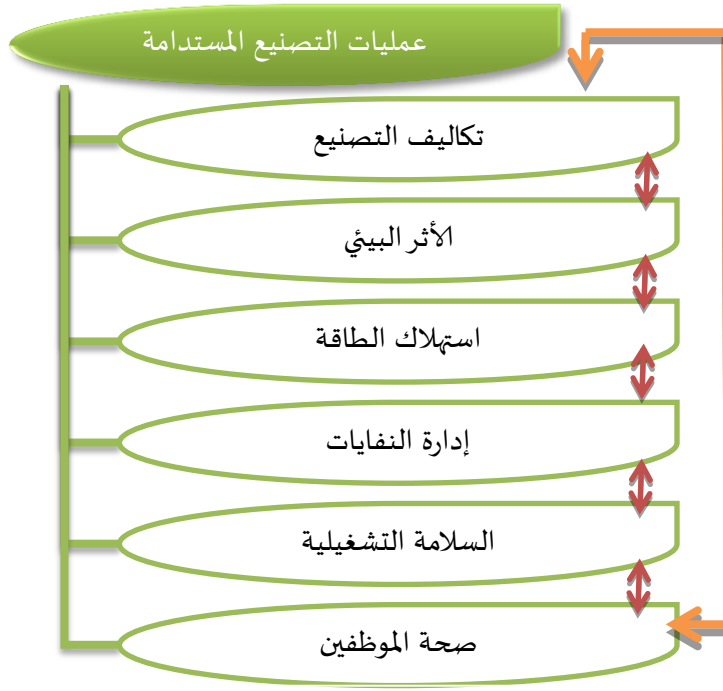 عمليات التصنيع المستدامة
تكاليف التصنيع
الأثر البيئي
استهلاك الطاقة
إدارة النفايات
السلامة التشغيلية
صحة الموظفين